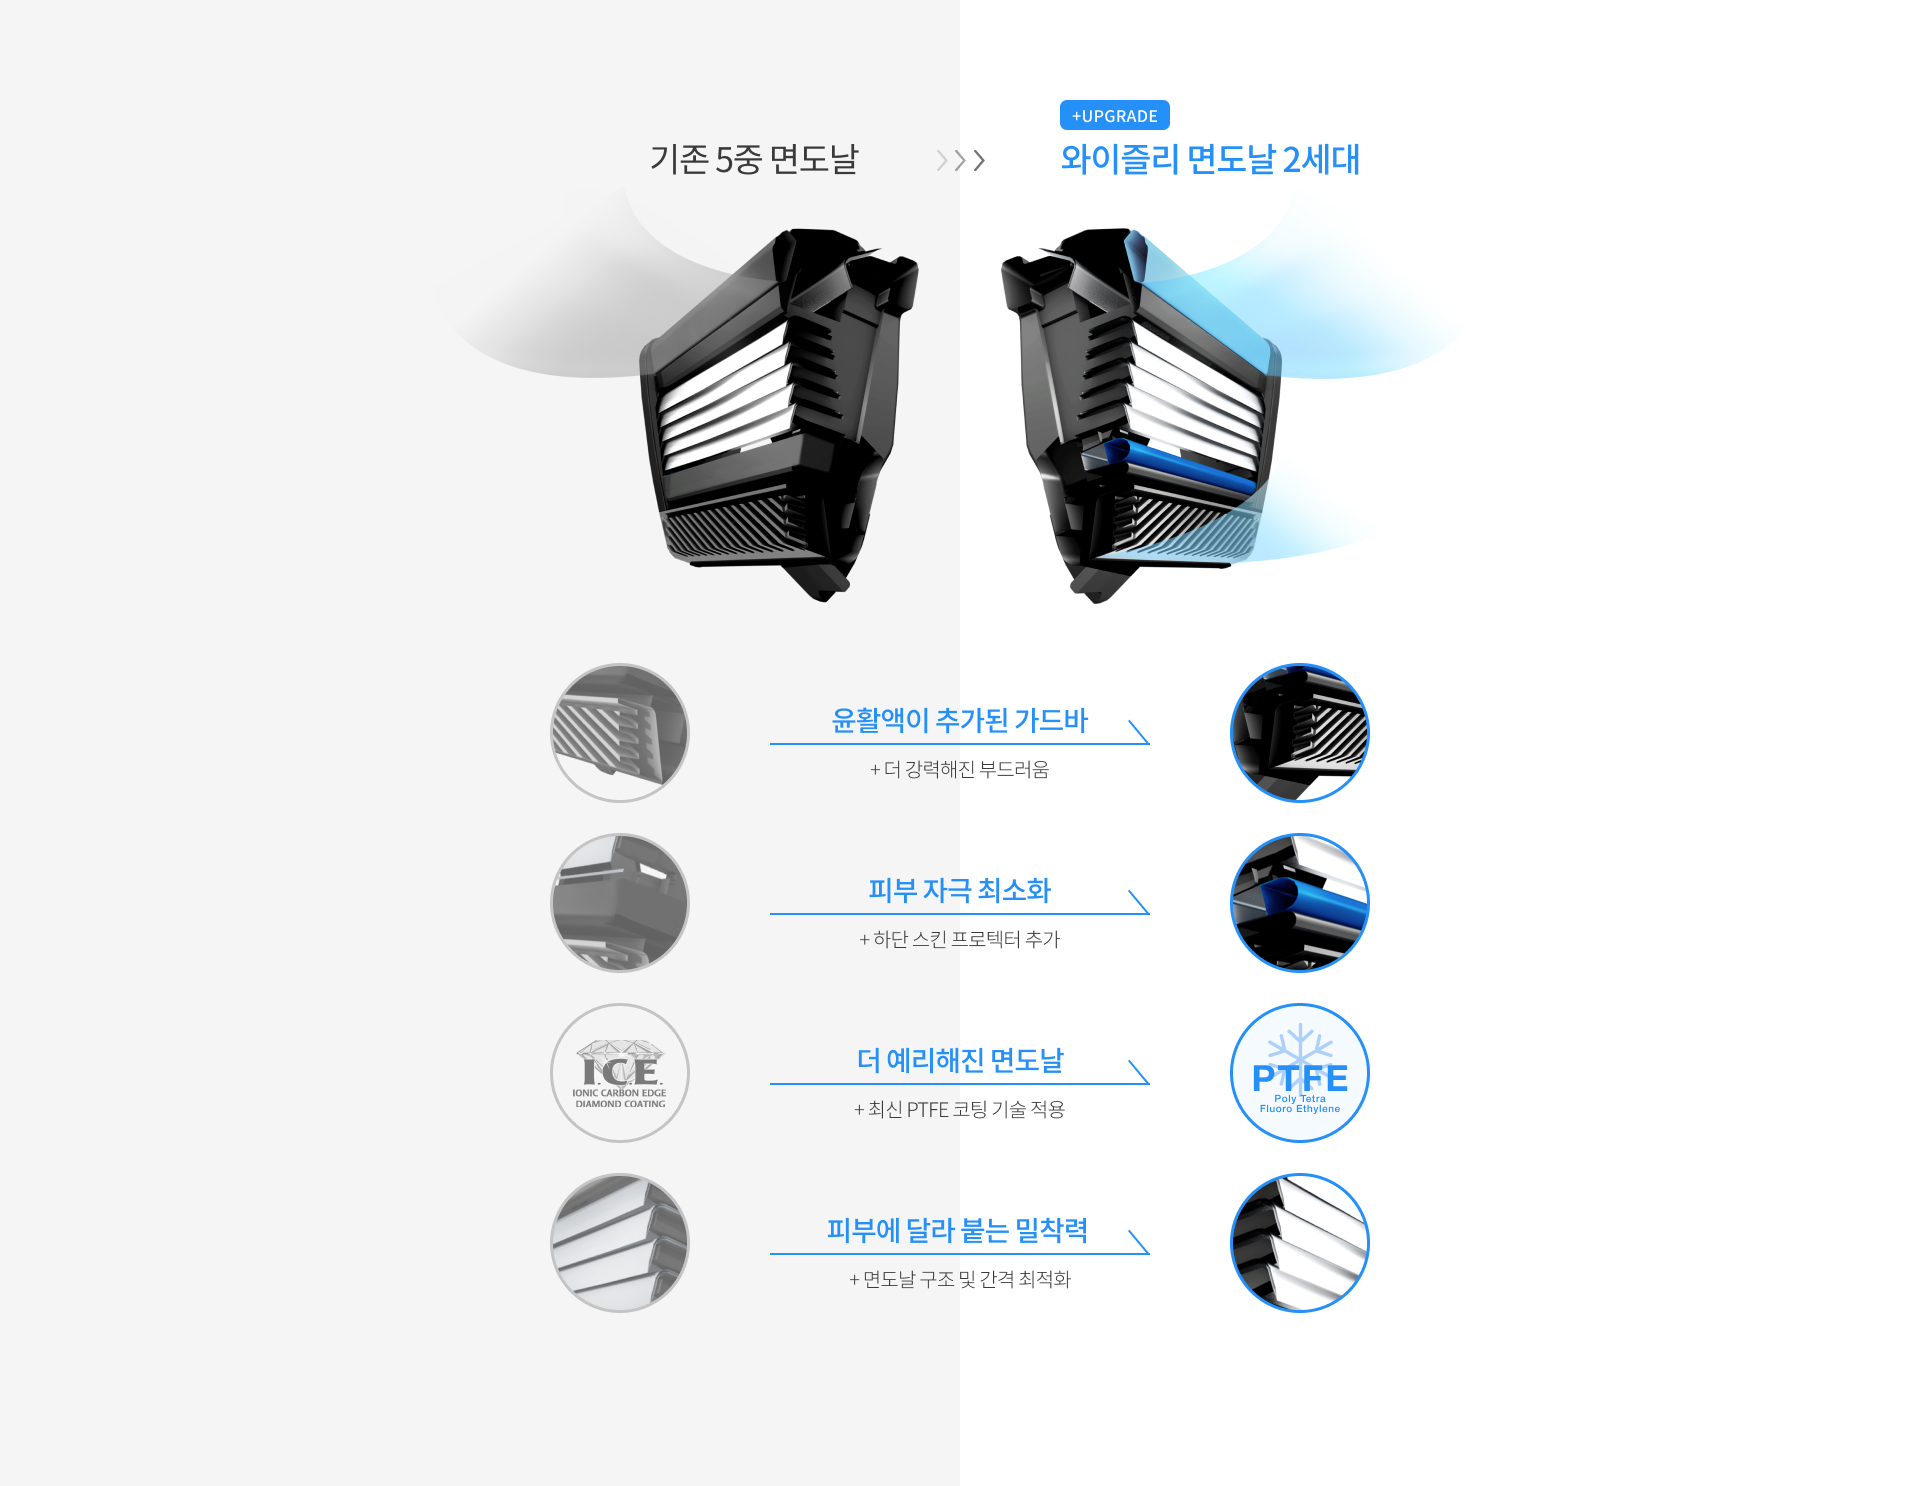 +UPGRADE
기존 5중 면도날
와이즐리 면도날 2세대
윤활액이 추가된 가드바
+ 더 강력해진 부드러움
피부 자극 최소화
+ 하단 스킨 프로텍터 추가
I.C.E.
IONIC CARBON EDGE
DIAMOND COATING
더 예리해진 면도날
+ 최신 PTFE 코팅 기술 적용
PTFE
Poly Tetra
Fluoro Ethylene
피부에 달라 붙는 밀착력
+ 면도날 구조 및 간격 최적화